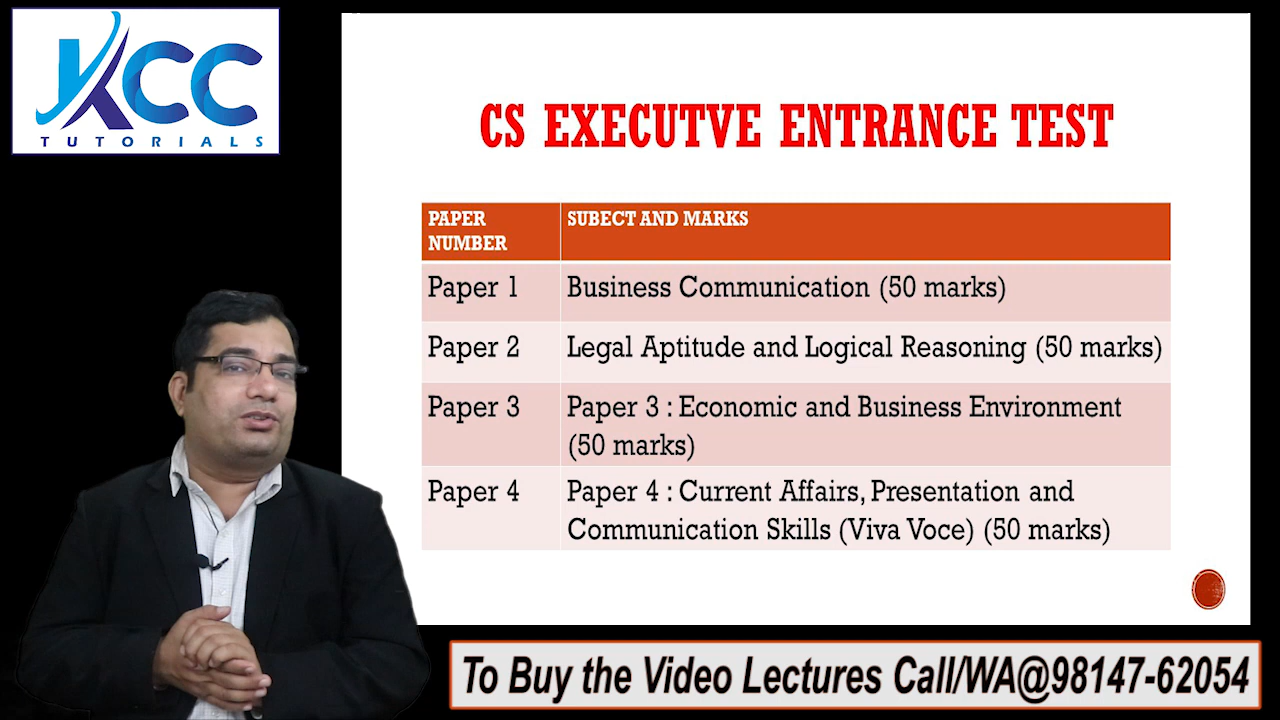 KCC
TUTORIALS
CS EXECUTVE ENTRANCE TEST
PAPER
NUMBER
SUBECT AND MARKS
Paper 1
Business Communication (50 marks)
Paper 2
Legal Aptitude and Logical Reasoning (50 marks)
Paper 3
Paper 3 : Economic and Business Environment
(50 marks)
Paper 4
Paper 4 : Current Affairs, Presentation and
Communication Skills (Viva Voce) (50 marks)
To Buy the Video Lectures Call/WA@98147-62054